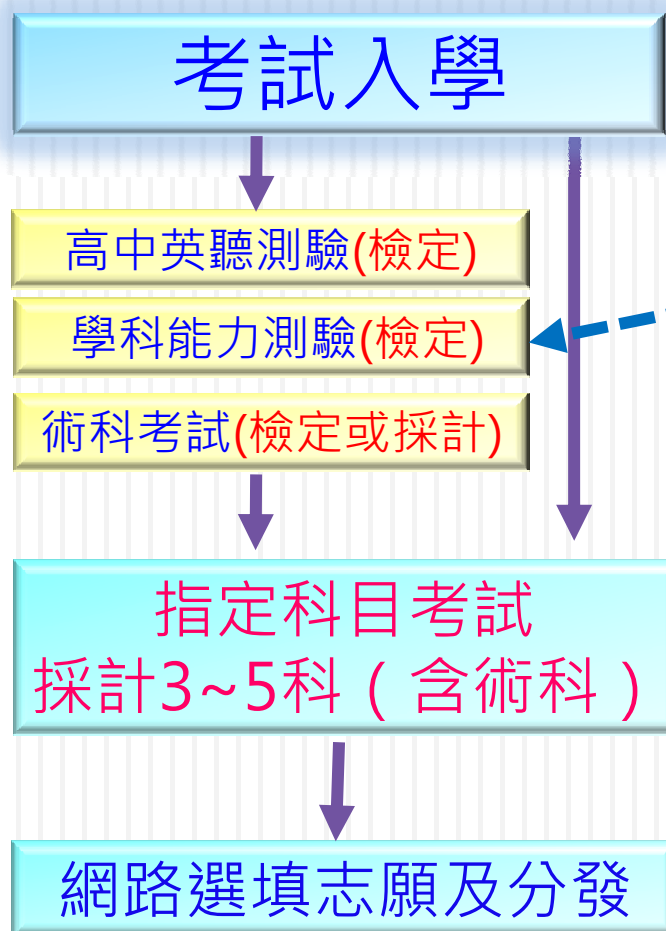 考試入學
高中英聽測驗(檢定)
學科能力測驗(檢定)
術科考試(檢定或採計)
指定科目考試
採計3~5科（含術科）
網路選填志願及分發